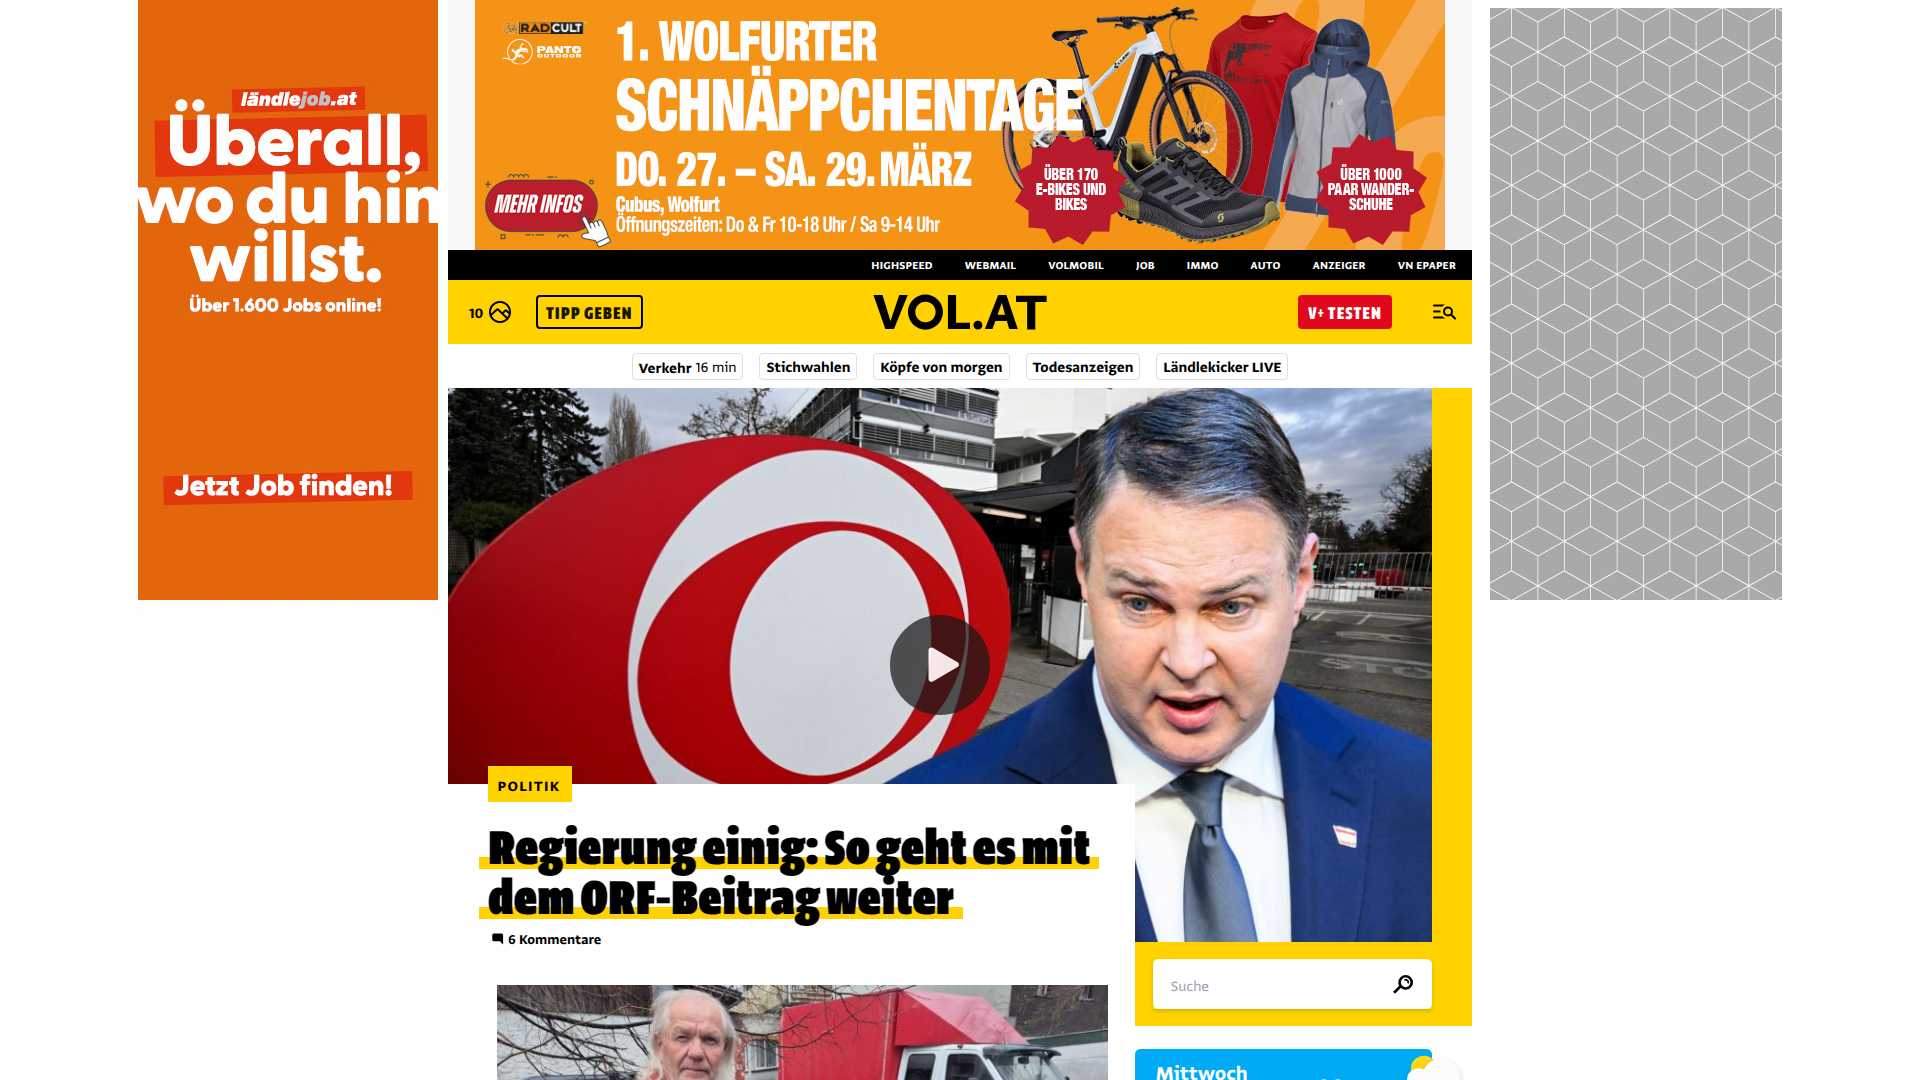 ländlejob.at
Überall,
wo du hin
willst.
Über 1.600 Jobs online!
Jetzt Job finden!
RADCULT
PANTO
OUTDOOR
1. WOLFURTER
SCHNÄPPCHENTAGE
DO. 27. – SA. 29. MÄRZ
Cubus, Wolfurt
Öffnungszeiten: Do & Fr 10-18 Uhr / Sa 9-14 Uhr
MEHR INFOS
ÜBER 170
E-BIKES UND
BIKES
ÜBER 1000
PAAR WANDER-
SCHUHE
HIGHSPEED WEBMAIL VOLMOBIL JOB IMMO AUTO ANZEIGER VN EPAPER
10 TIPP GEBEN VOL.AT V+ TESTEN
Verkehr 16 min Stichwahlen Köpfe von morgen Todesanzeigen Ländlekicker LIVE
POLITIK
Regierung einig: So geht es mit
dem ORF-Beitrag weiter
6 Kommentare
Suche
Mittwoch